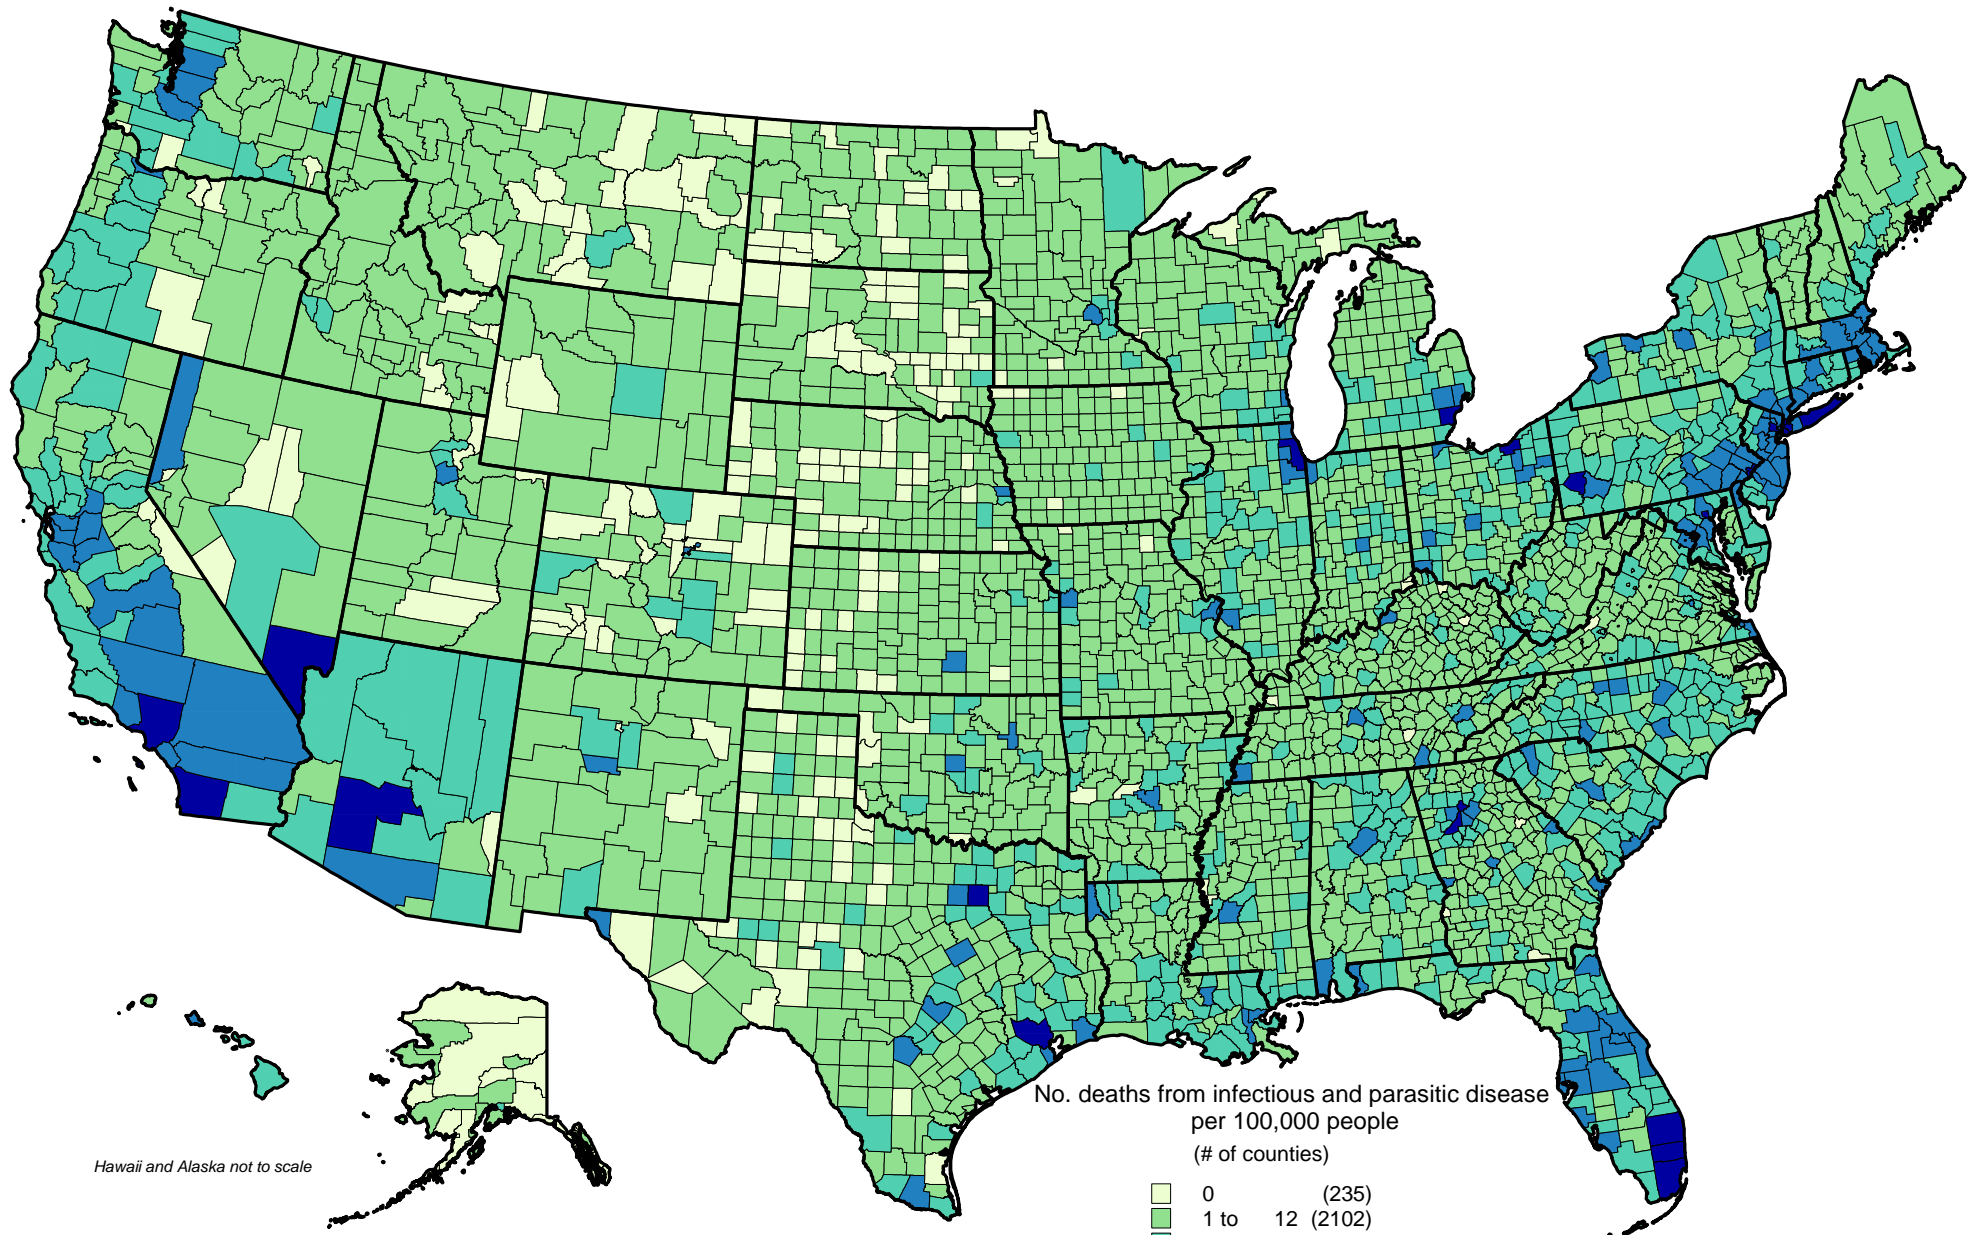 No. deaths from infectious and parasitic disease
per 100,000 people
(# of counties)
Hawaii and Alaska not to scale
0 (235)
1 to 12 (2102)